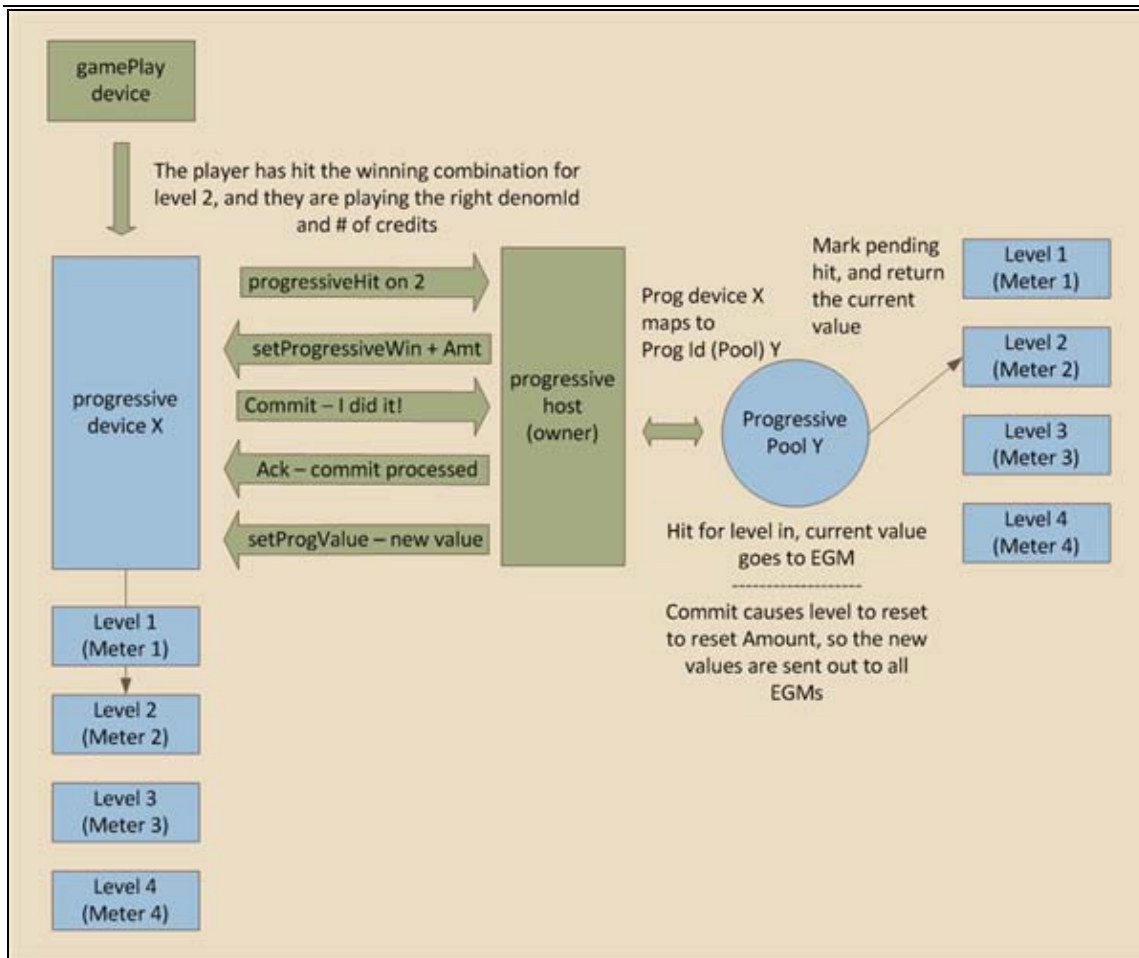 gamePlay
device
The player has hit the winning combination for
level 2, and they are playing the right denomId
and # of credits
progressive
device X
progressiveHit on 2
setProgressiveWin + Amt
Commit – I did it!
Ack – commit processed
setProgValue – new value
progressive
host
(owner)
Prog device X
maps to
Prog Id (Pool) Y
Mark pending
hit, and return
the current
value
Progressive
Pool Y
Level 1
(Meter 1)
Level 2
(Meter 2)
Level 3
(Meter 3)
Level 4
(Meter 4)
Hit for level in, current value
goes to EGM
--------------------
Commit causes level to reset
to reset Amount, so the new
values are sent out to all
EGMs
Level 1
(Meter 1)
Level 2
(Meter 2)
Level 3
(Meter 3)
Level 4
(Meter 4)